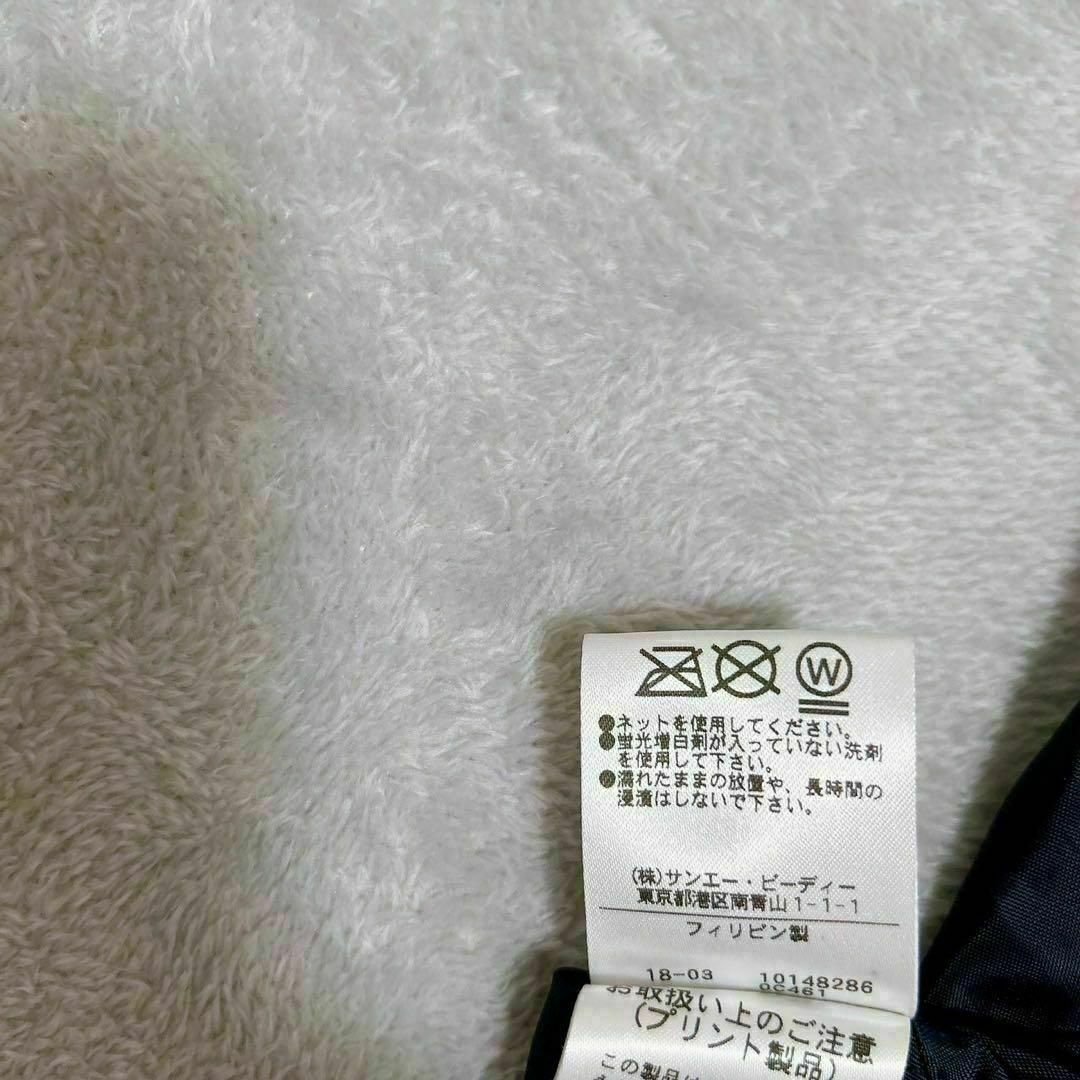 W
●ネットを使用してください。
●蛍光増白剤が入っていない洗剤
を使用して下さい。
●濡れたままの放置や、長時間の
浸漬はしないで下さい。
(株)サンエー・ビーディー
東京都港区南青山1-1-1
フィリピン製
18-03 10148286
0C461
お取扱い上のご注意
(プリント製品)
この製品は